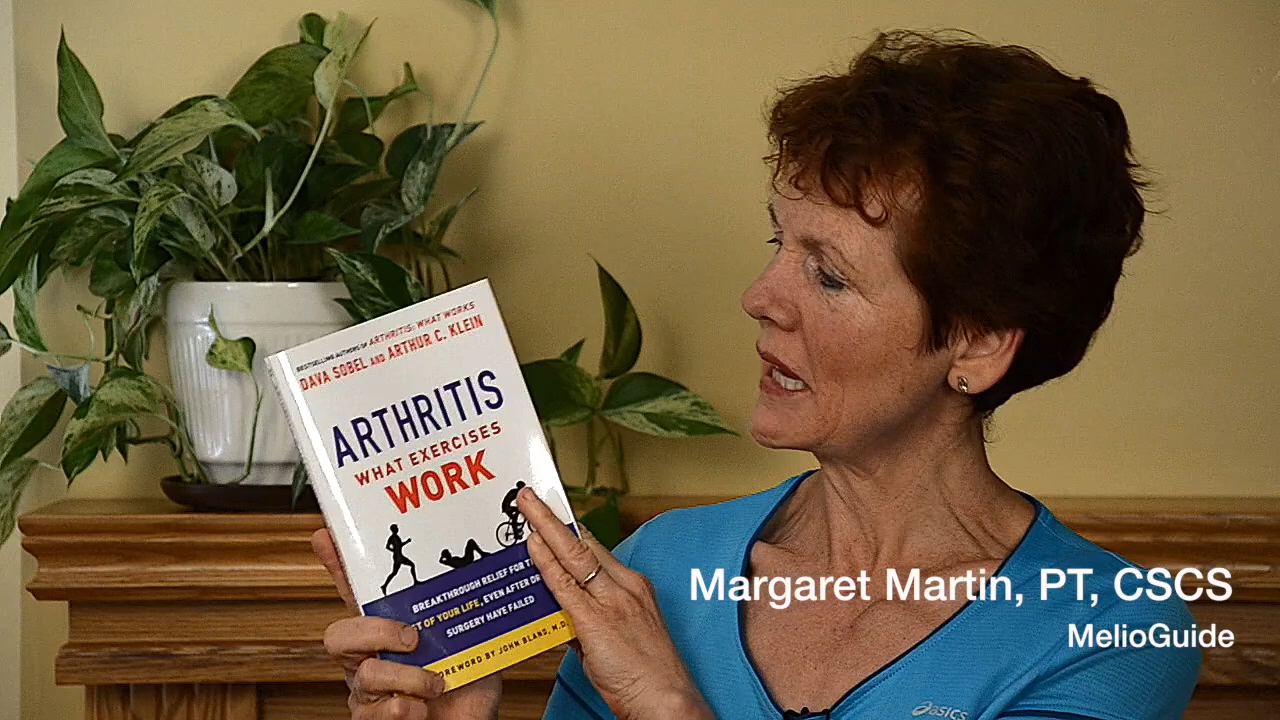 BESTSELLING AUTHORS OF ARTHRITIS: WHAT WORKS
DAVA SOBEL AND ARTHUR C. KLEIN
ARTHRITIS
WHAT EXERCISES
WORK
BREAKTHROUGH RELIEF FOR
OF YOUR LIFE, EVEN AFTER
SURGERY HAVE FAILED
FOREWORD BY JOHN BLAND, M.D.
Margaret Martin, PT, CSCS
MelioGuide
asics